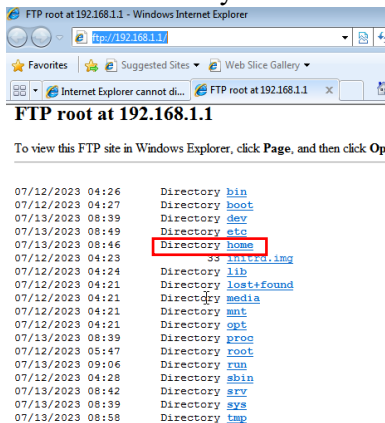 FTP root at 192.168.1.1 - Windows Internet Explorer
ftp://192.168.1.1/
Favorites Suggested Sites Web Slice Gallery
Internet Explorer cannot di... FTP root at 192.168.1.1 x
FTP root at 192.168.1.1
To view this FTP site in Windows Explorer, click Page, and then click Op
07/12/2023 04:26 Directory bin
07/12/2023 04:27 Directory boot
07/13/2023 08:39 Directory dev
07/13/2023 08:49 Directory etc
07/13/2023 08:46 Directory home
07/12/2023 04:23 33 initrd.img
07/12/2023 04:24 Directory lib
07/12/2023 04:21 Directory lost+found
07/12/2023 04:21 Directory media
07/12/2023 04:21 Directory mnt
07/12/2023 04:21 Directory opt
07/13/2023 08:39 Directory proc
07/12/2023 05:47 Directory root
07/13/2023 09:06 Directory run
07/12/2023 04:28 Directory sbin
07/13/2023 08:42 Directory srv
07/13/2023 08:39 Directory sys
07/13/2023 08:58 Directory tmp